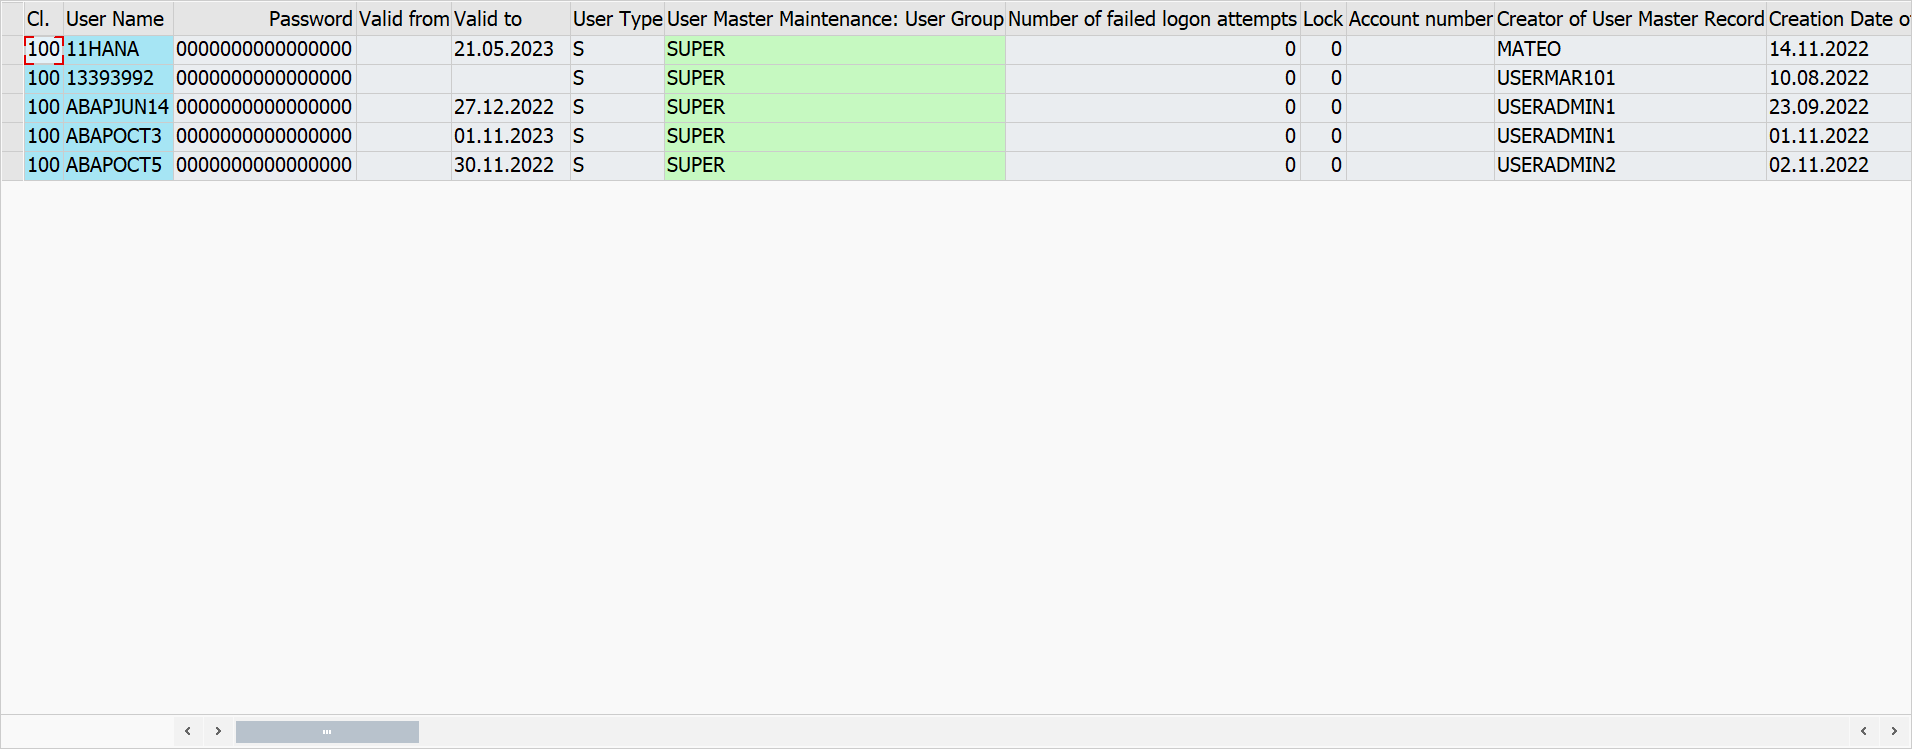 Cl. User Name Password Valid from Valid to User Type User Master Maintenance: User Group Number of failed logon attempts Lock Account number Creator of User Master Record Creation Date of
100 11HANA 0000000000000000 21.05.2023 S SUPER 0 0 MATEO 14.11.2022
100 13393992 0000000000000000 S SUPER 0 0 USERMAR101 10.08.2022
100 ABAPJUN14 0000000000000000 27.12.2022 S SUPER 0 0 USERADMIN1 23.09.2022
100 ABAPOCT3 0000000000000000 01.11.2023 S SUPER 0 0 USERADMIN1 01.11.2022
100 ABAPOCT5 0000000000000000 30.11.2022 S SUPER 0 0 USERADMIN2 02.11.2022